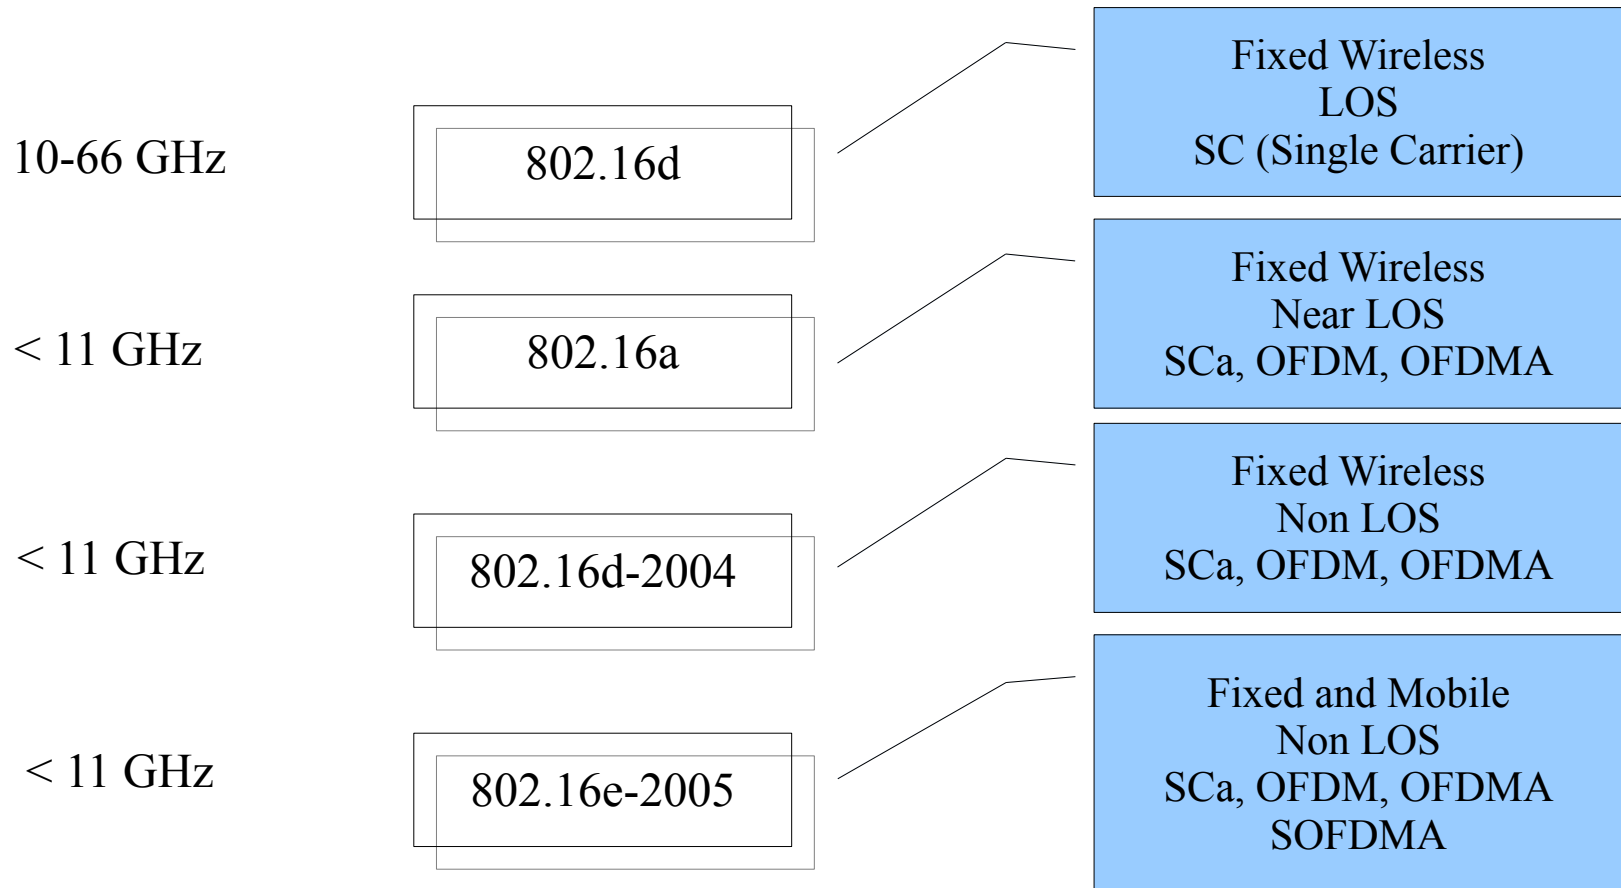 10-66 GHz
802.16d
Fixed Wireless
LOS
SC (Single Carrier)
< 11 GHz
802.16a
Fixed Wireless
Near LOS
SCa, OFDM, OFDMA
< 11 GHz
802.16d-2004
Fixed Wireless
Non LOS
SCa, OFDM, OFDMA
< 11 GHz
802.16e-2005
Fixed and Mobile
Non LOS
SCa, OFDM, OFDMA
SOFDMA